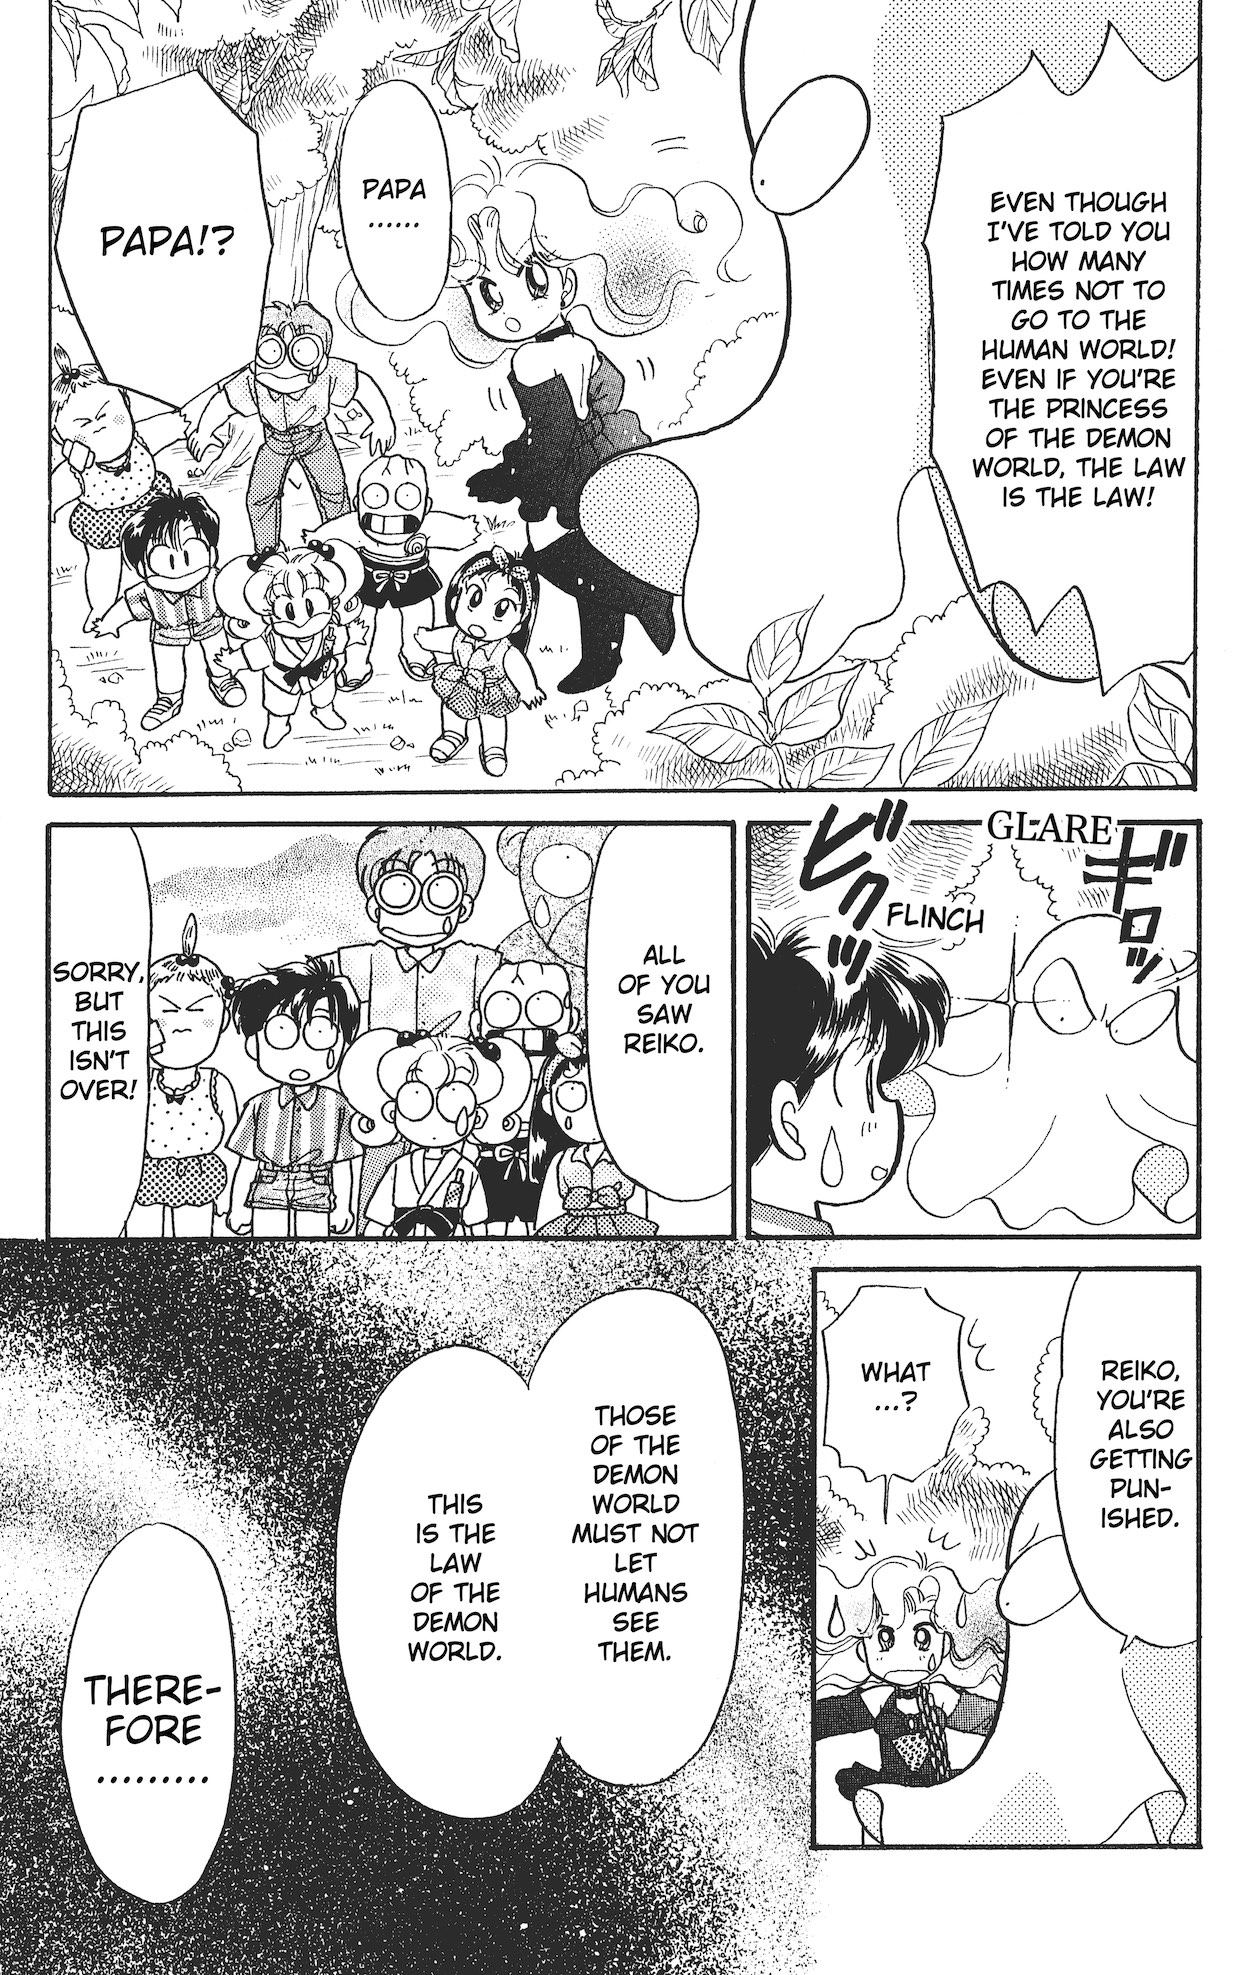 EVEN THOUGH
I'VE TOLD YOU
HOW MANY
TIMES NOT TO
GO TO THE
HUMAN WORLD!
EVEN IF YOU'RE
THE PRINCESS
OF THE DEMON
WORLD, THE LAW
IS THE LAW!
PAPA
......
PAPA!?
GLARE
ギロッ
FLINCH
ビクッ
ALL
OF YOU
SAW
REIKO.
SORRY,
BUT
THIS
ISN'T
OVER!
REIKO,
YOU'RE
ALSO
GETTING
PUN-
ISHED.
WHAT
...?
THOSE
OF THE
DEMON
WORLD
MUST NOT
LET
HUMANS
SEE
THEM.
THIS
IS THE
LAW
OF THE
DEMON
WORLD.
THERE-
FORE
.........